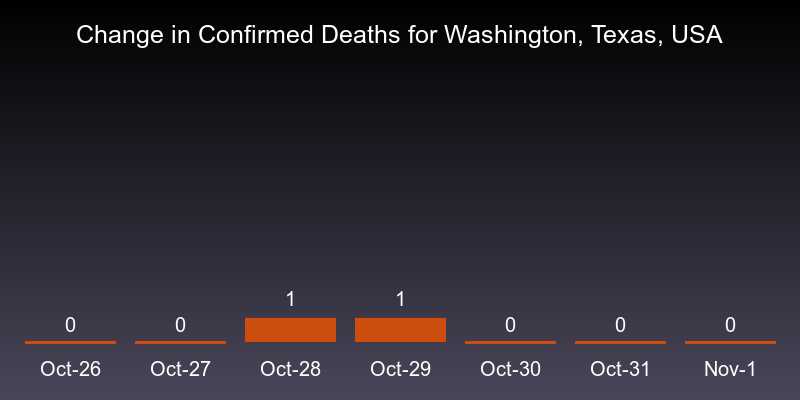 Change in Confirmed Deaths for Washington, Texas, USA
0 0 1 1 0 0 0
Oct-26 Oct-27 Oct-28 Oct-29 Oct-30 Oct-31 Nov-1